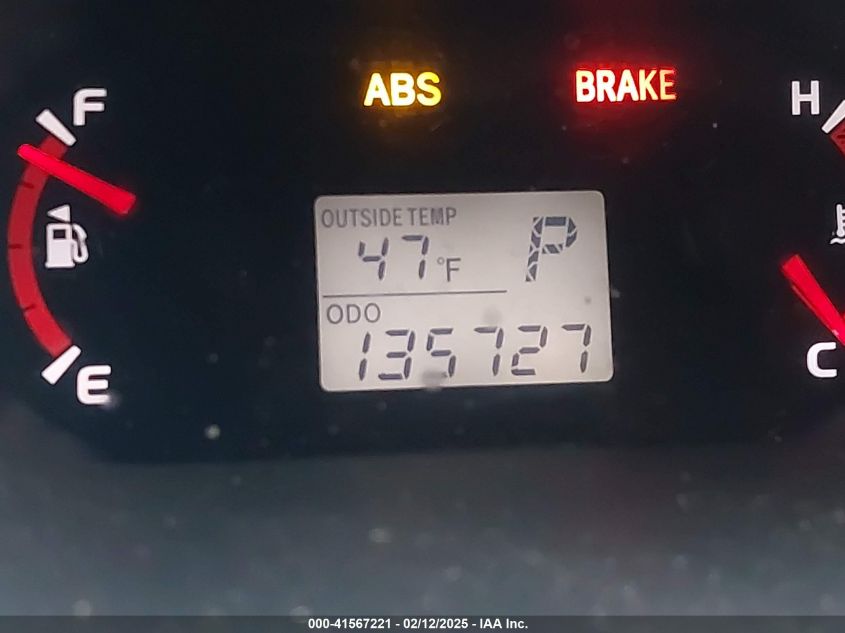 F
ABS
BRAKE
H
OUTSIDE TEMP
47°F
P
ODO
135727
E
C
000-41567221 - 02/12/2025 - IAA Inc.